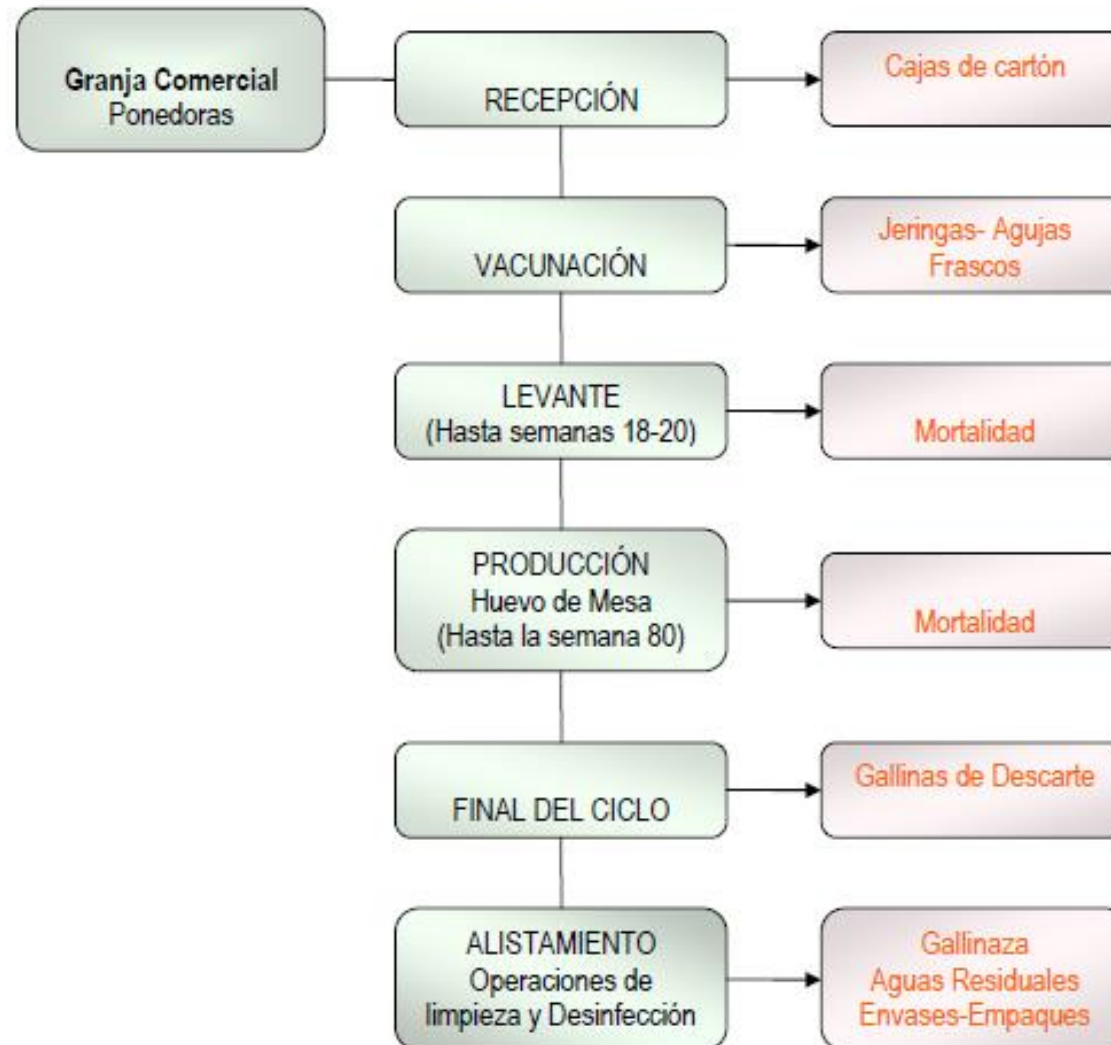 Granja Comercial
Ponedoras
RECEPCIÓN
Cajas de cartón
VACUNACIÓN
Jeringas- Agujas
Frascos
LEVANTE
(Hasta semanas 18-20)
Mortalidad
PRODUCCIÓN
Huevo de Mesa
(Hasta la semana 80)
Mortalidad
FINAL DEL CICLO
Gallinas de Descarte
ALISTAMIENTO
Operaciones de
limpieza y Desinfección
Gallinaza
Aguas Residuales
Envases-Empaques